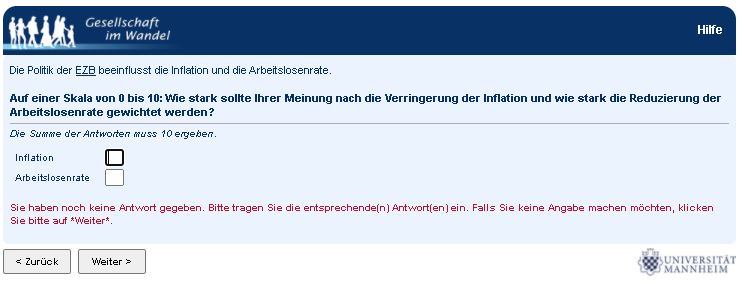 Gesellschaft
im Wandel
Hilfe
Die Politik der EZB beeinflusst die Inflation und die Arbeitslosenrate.
Auf einer Skala von 0 bis 10: Wie stark sollte Ihrer Meinung nach die Verringerung der Inflation und wie stark die Reduzierung der
Arbeitslosenrate gewichtet werden?
Die Summe der Antworten muss 10 ergeben.
Inflation
Arbeitslosenrate
Sie haben noch keine Antwort gegeben. Bitte tragen Sie die entsprechende(n) Antwort(en) ein. Falls Sie keine Angabe machen möchten, klicken
Sie bitte auf *Weiter*.
< Zurück
Weiter >
UNIVERSITÄT
MANNHEIM